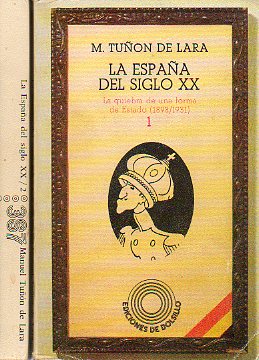 La España del siglo XX / 2
387
Manuel Tuñón de Lara
M. TUÑON DE LARA
LA ESPAÑA
DEL SIGLO XX
La quiebra de una forma
de Estado (1898/1931)
1
EDICIONES DE BOLSILLO